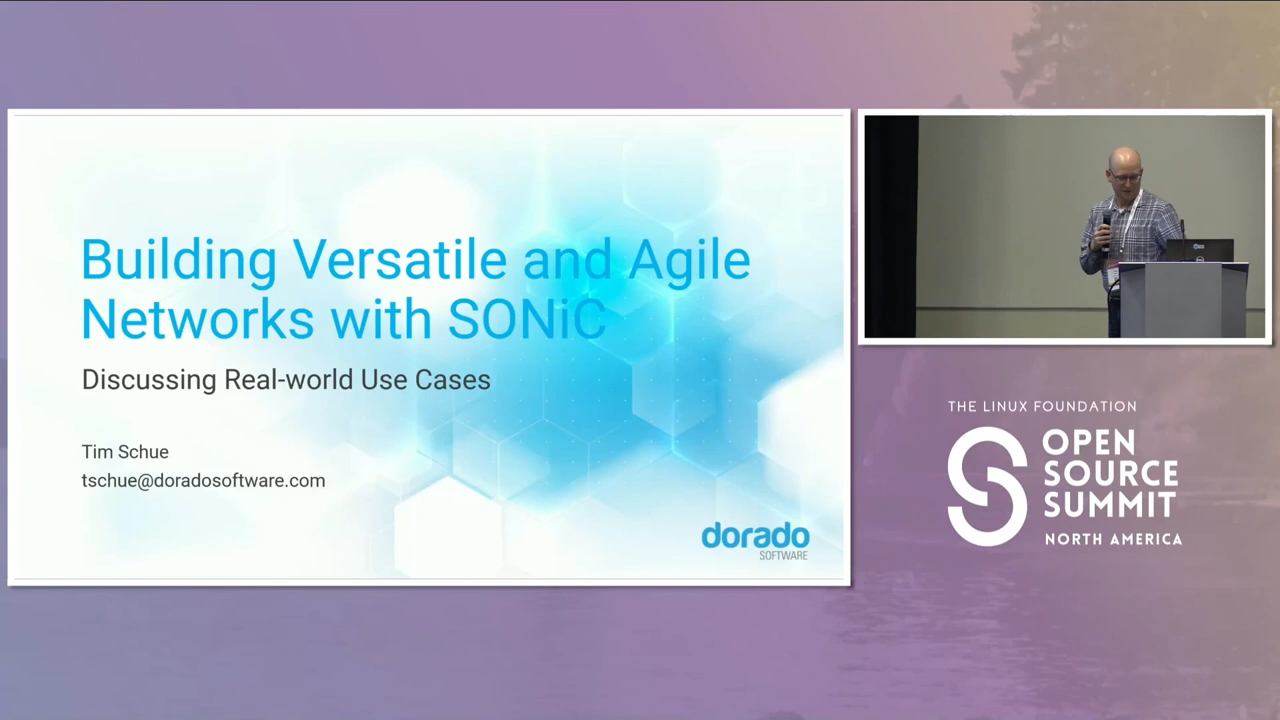 Building Versatile and Agile
Networks with SONiC
Discussing Real-world Use Cases
Tim Schue
tschue@doradosoftware.com
dorado
SOFTWARE
THE LINUX FOUNDATION
OPEN
SOURCE
SUMMIT
NORTH AMERICA